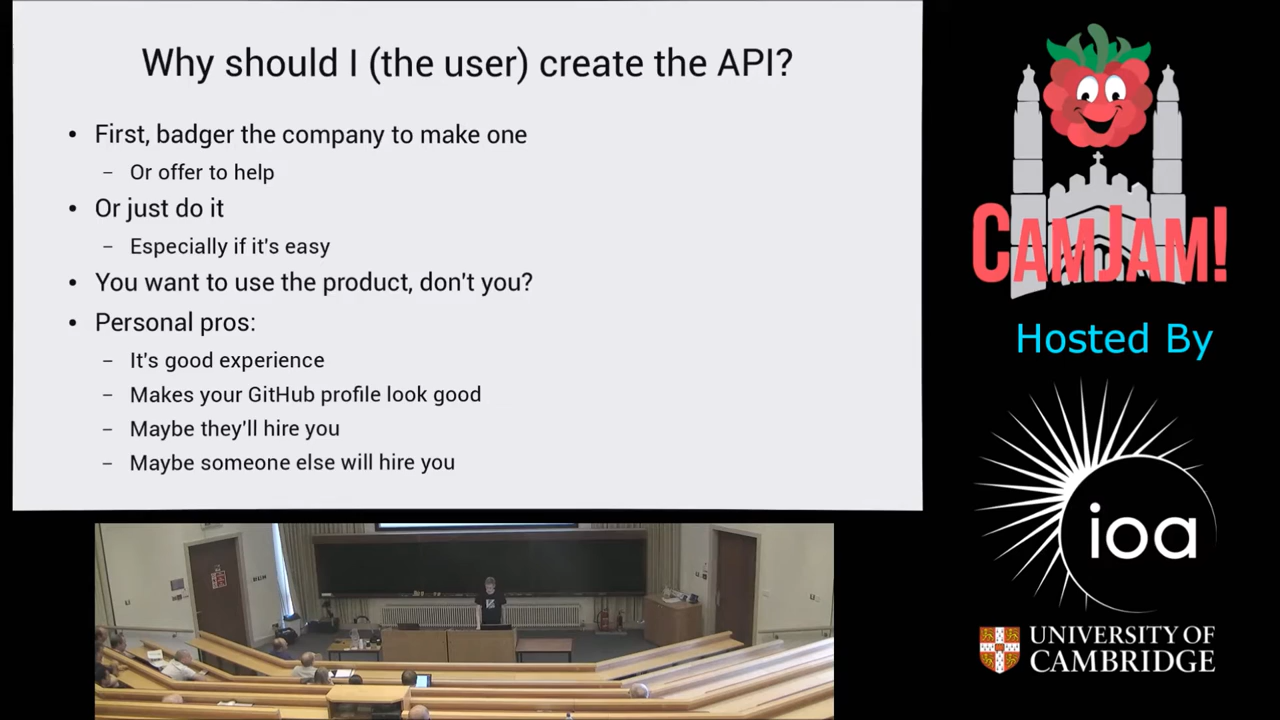 Why should I (the user) create the API?
• First, badger the company to make one
– Or offer to help
• Or just do it
– Especially if it's easy
• You want to use the product, don't you?
• Personal pros:
– It's good experience
– Makes your GitHub profile look good
– Maybe they'll hire you
– Maybe someone else will hire you
CAMJAM!
Hosted By
ioa
UNIVERSITY OF
CAMBRIDGE